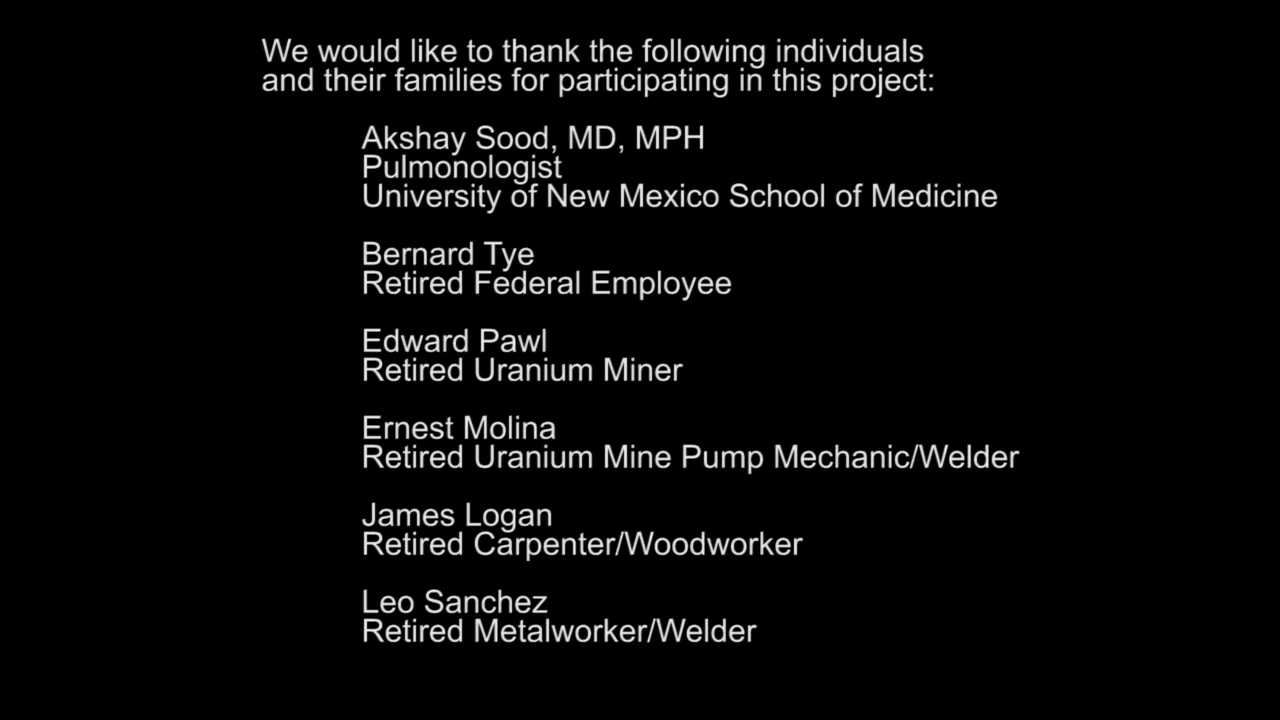 We would like to thank the following individuals
and their families for participating in this project:
Akshay Sood, MD, MPH
Pulmonologist
University of New Mexico School of Medicine
Bernard Tye
Retired Federal Employee
Edward Pawl
Retired Uranium Miner
Ernest Molina
Retired Uranium Mine Pump Mechanic/Welder
James Logan
Retired Carpenter/Woodworker
Leo Sanchez
Retired Metalworker/Welder